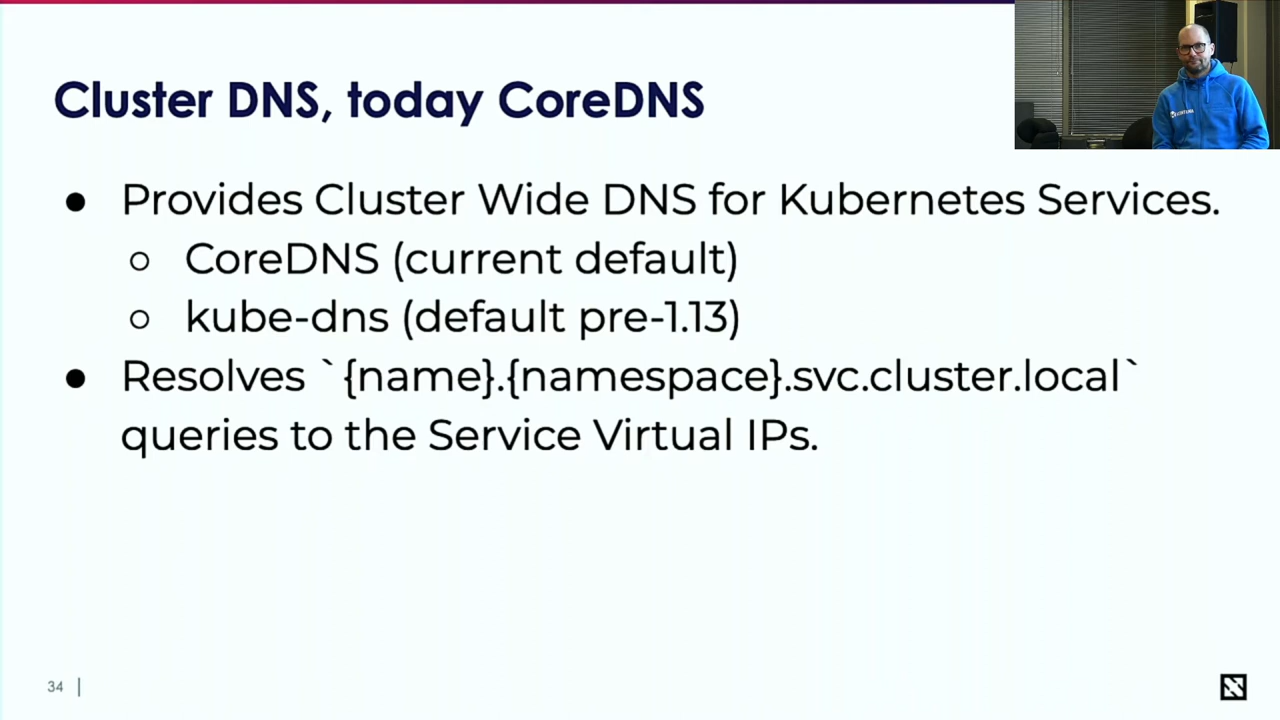 Cluster DNS, today CoreDNS
● Provides Cluster Wide DNS for Kubernetes Services.
○ CoreDNS (current default)
○ kube-dns (default pre-1.13)
● Resolves `{name}.{namespace}.svc.cluster.local`
queries to the Service Virtual IPs.
34